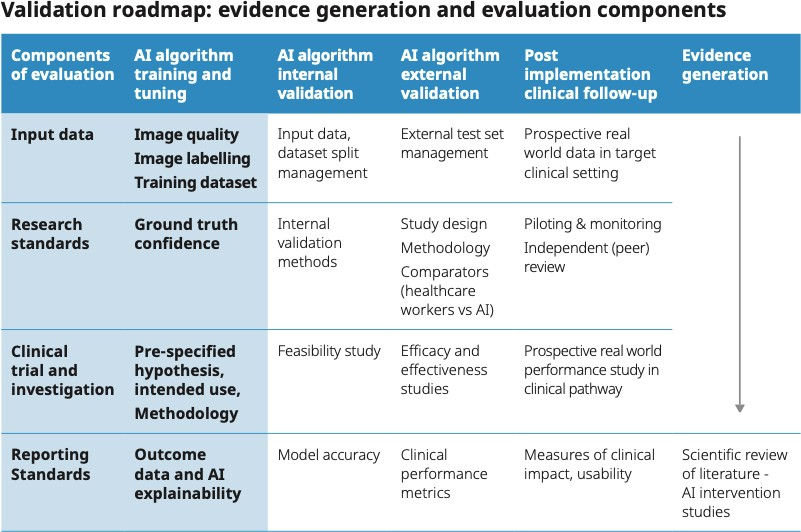 Validation roadmap: evidence generation and evaluation components
Components
of evaluation
AI algorithm
training and
tuning
AI algorithm
internal
validation
AI algorithm
external
validation
Post
implementation
clinical follow-up
Evidence
generation
Input data
Image quality
Image labelling
Training dataset
Input data,
dataset split
management
External test set
management
Prospective real
world data in target
clinical setting
Research
standards
Ground truth
confidence
Internal
validation
methods
Study design
Methodology
Comparators
(healthcare
workers vs AI)
Piloting & monitoring
Independent (peer)
review
Clinical
trial and
investigation
Pre-specified
hypothesis,
intended use,
Methodology
Feasibility study
Efficacy and
effectiveness
studies
Prospective real world
performance study in
clinical pathway
Reporting
Standards
Outcome
data and AI
explainability
Model accuracy
Clinical
performance
metrics
Measures of clinical
impact, usability
Scientific review
of literature -
AI intervention
studies